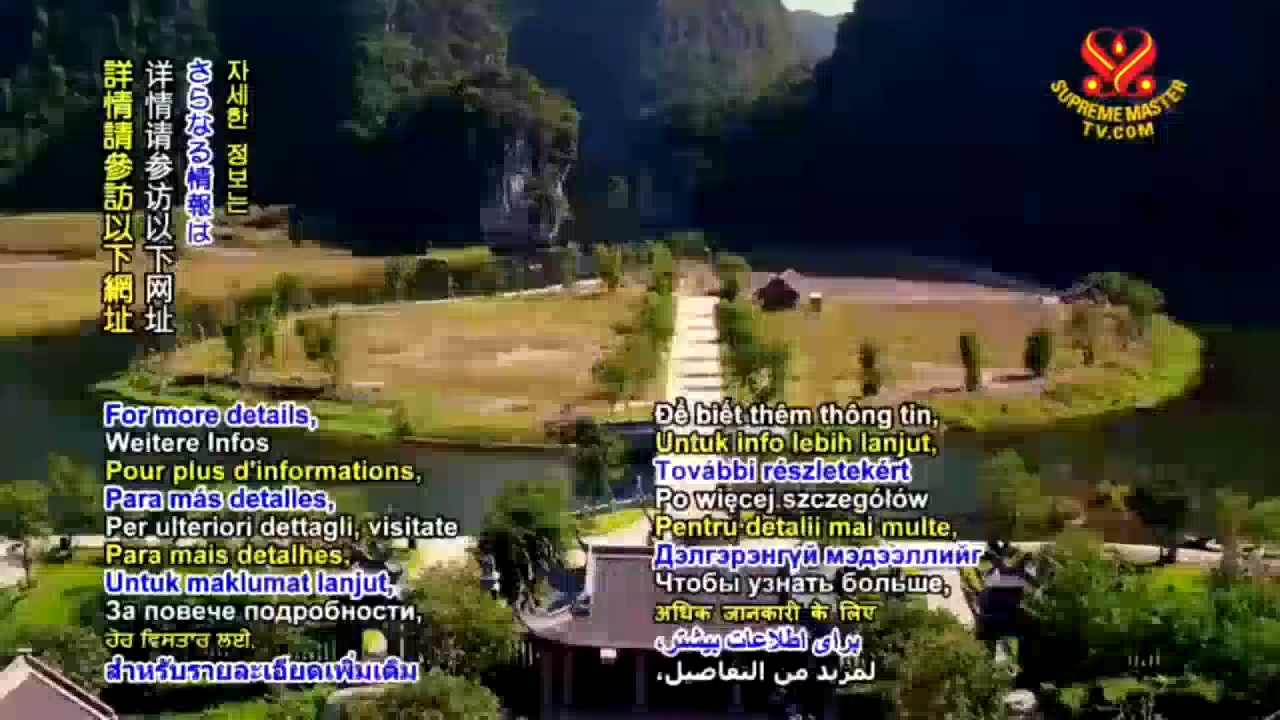 詳情請參訪以下網址
详情请参访以下网址
さらなる情報は
자세한 정보는
SUPREME MASTER
TV.COM
For more details,
Weitere Infos
Pour plus d'informations,
Para más detalles,
Per ulteriori dettagli, visitate
Para mais detalhes,
Untuk maklumat lanjut,
За повече подробности,
ਹੋਰ ਵਿਸਤਾਰ ਲਈ,
สำหรับรายละเอียดเพิ่มเติม
Để biết thêm thông tin,
Untuk info lebih lanjut,
További részletekért
Po więcej szczegółów
Pentru detalii mai multe,
Дэлгэрэнгүй мэдээллийг
Чтобы узнать больше,
अधिक जानकारी के लिए
برای اطلاعات بیشتر،
لمزيد من التفاصيل،